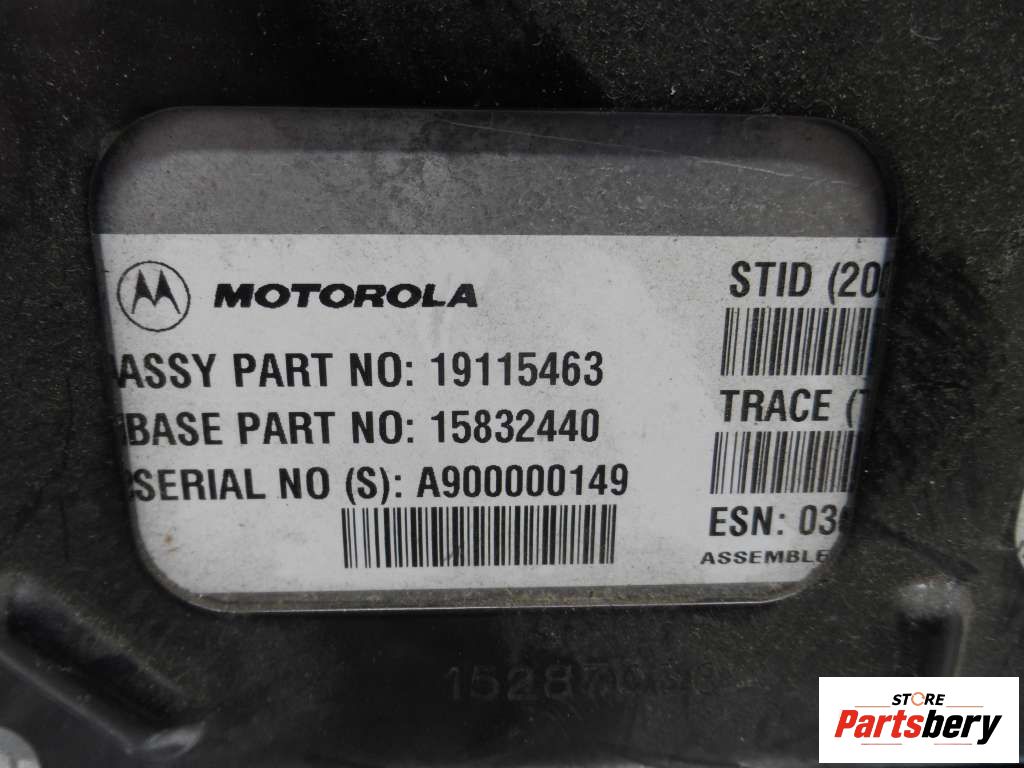 MOTOROLA
ASSY PART NO: 19115463
BASE PART NO: 15832440
SERIAL NO (S): A900000149
STID (20
TRACE (T
ESN: 03
ASSEMBLE
STORE
Partsbery